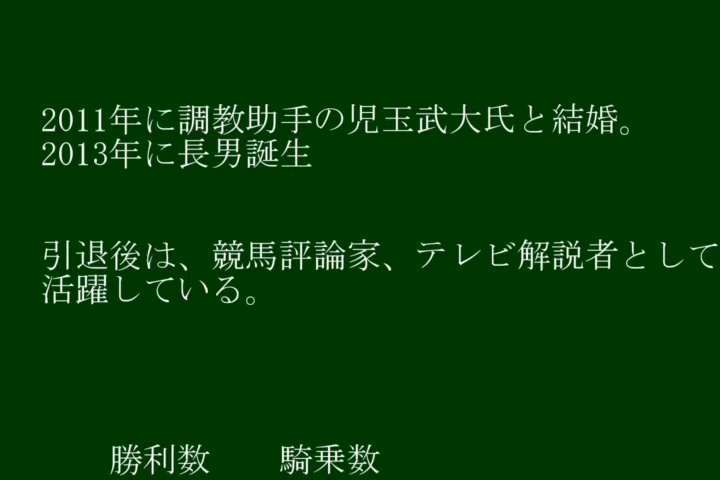 2011年に調教助手の児玉武大氏と結婚。
2013年に長男誕生
引退後は、競馬評論家、テレビ解説者として
活躍している。
勝利数　　騎乗数